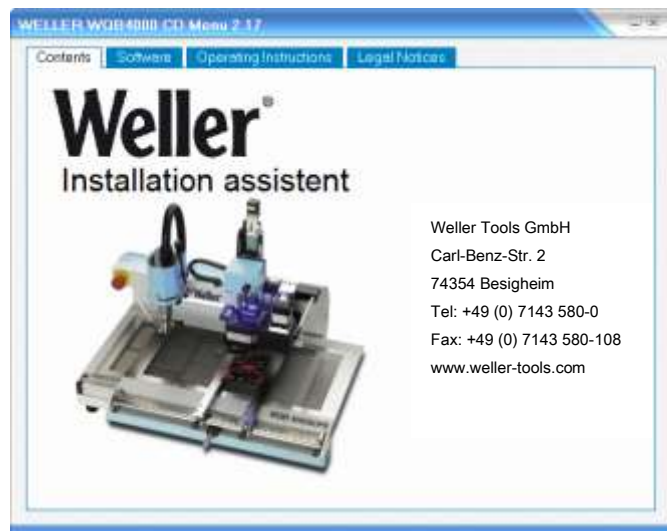 WELLER WQB4000 CD Menu 2.17
Contents Software Operating Instructions Legal Notices
Weller®
Installation assistent
Weller
Weller Tools GmbH
Carl-Benz-Str. 2
74354 Besigheim
Tel: +49 (0) 7143 580-0
Fax: +49 (0) 7143 580-108
www.weller-tools.com